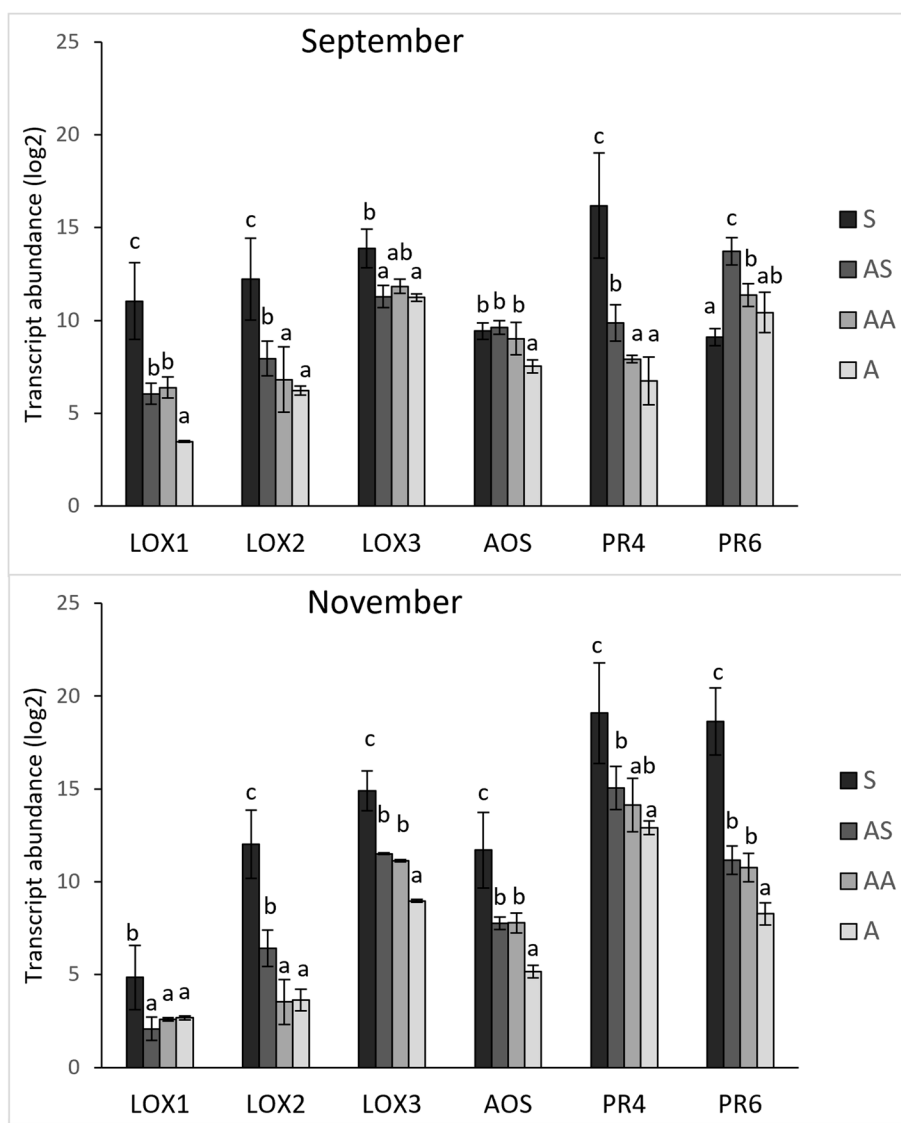 September
Transcript abundance (log2)
25
20
15
10
5
0
c b b a
c b a a
b a ab a
b b b a
c b a a
a c b ab
LOX1 LOX2 LOX3 AOS PR4 PR6
S
AS
AA
A
November
Transcript abundance (log2)
25
20
15
10
5
0
b a a a
c b a a
c b b a
c b b a
c b ab a
c b b a
LOX1 LOX2 LOX3 AOS PR4 PR6
S
AS
AA
A